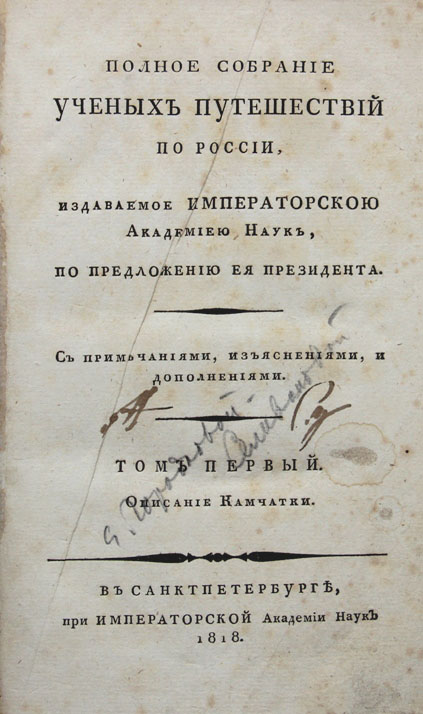 ПОЛНОЕ СОБРАНІЕ
УЧЕНЫХЪ ПУТЕШЕСТВІЙ
ПО РОССІИ,
ИЗДАВАЕМОЕ ИМПЕРАТОРСКОЮ
АКАДЕМІЕЮ НАУКЪ,
ПО ПРЕДЛОЖЕНІЮ ЕЯ ПРЕЗИДЕНТА.
СЪ ПРИМѢЧАНІЯМИ, ИЗЪЯСНЕНІЯМИ, И
ДОПОЛНЕНІЯМИ.
ТОМЪ ПЕРВЫЙ.
ОПИСАНІЕ КАМЧАТКИ.
ВЪ САНКТПЕТЕРБУРГѢ,
при ИМПЕРАТОРСКОЙ Академіи Наукъ
1818.